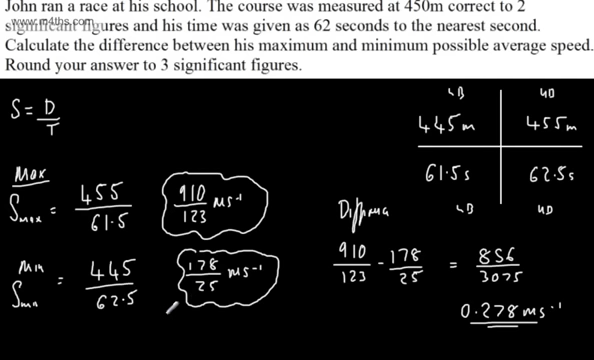 John ran a race at his school. The course was measured at 450m correct to 2
significant figures and his time was given as 62 seconds to the nearest second.
www.m4ths.com
Calculate the difference between his maximum and minimum possible average speed.
Round your answer to 3 significant figures.
LB UB
S = D/T
445m 455m
61.5s 62.5s
LB UB
Max
Smax = 455/61.5 910/123 ms⁻¹
Min
Smin = 445/62.5 178/25 ms⁻¹
910/123 - 178/25 = 856/3075
0.278ms⁻¹